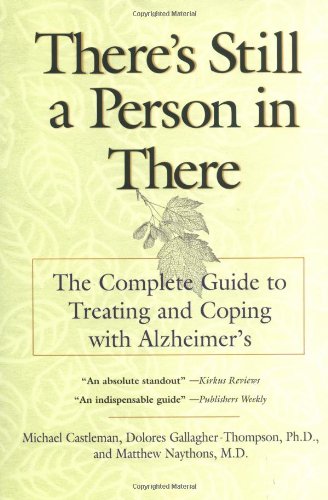 Copyrighted Material
There's Still
a Person in
There
The Complete Guide to
Treating and Coping
with Alzheimer's
"An absolute standout" —Kirkus Reviews
"An indispensable guide" —Publishers Weekly
Michael Castleman, Dolores Gallagher-Thompson, Ph.D.,
and Matthew Naythons, M.D.
Copyrighted Material